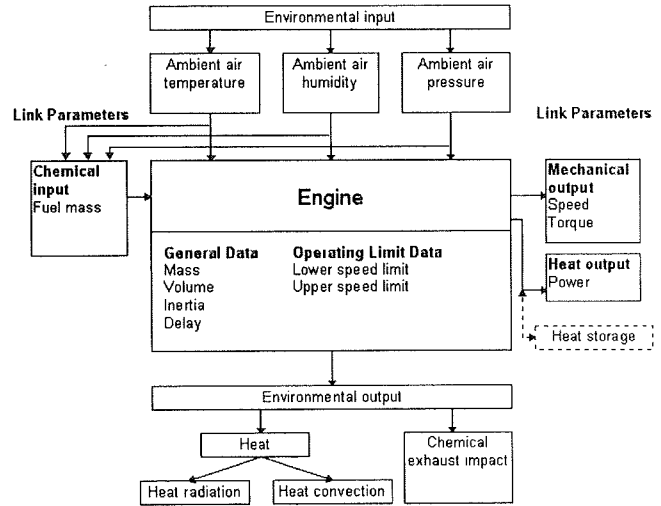 Environmental input
Ambient air
temperature
Ambient air
humidity
Ambient air
pressure
Link Parameters
Link Parameters
Chemical
input
Fuel mass
Engine
General Data
Mass
Volume
Inertia
Delay
Operating Limit Data
Lower speed limit
Upper speed limit
Mechanical
output
Speed
Torque
Heat output
Power
Heat storage
Environmental output
Heat
Chemical
exhaust impact
Heat radiation
Heat convection